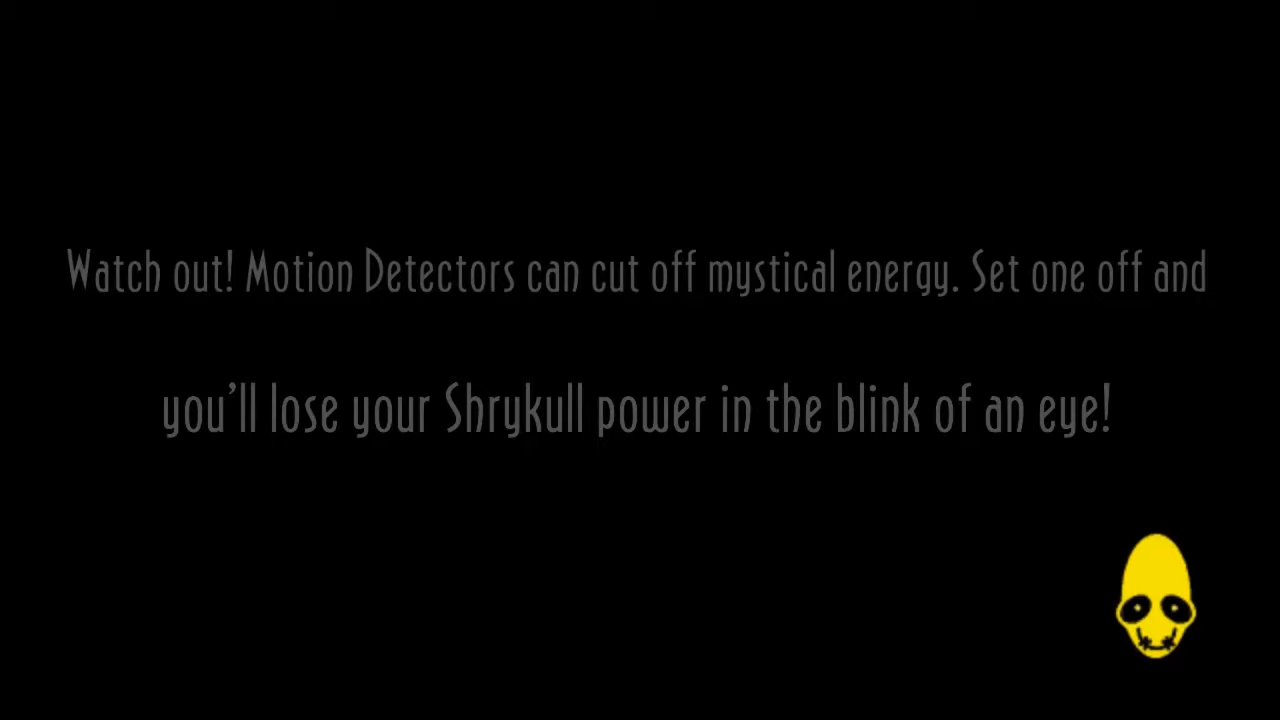 Watch out! Motion Detectors can cut off mystical energy. Set one off and
you'll lose your Shrykull power in the blink of an eye!